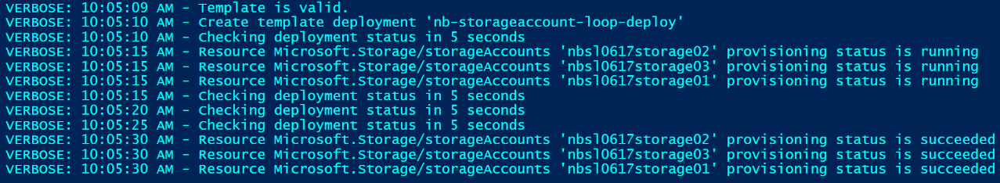 VERBOSE: 10:05:09 AM - Template is valid.
VERBOSE: 10:05:10 AM - Create template deployment 'nb-storageaccount-loop-deploy'
VERBOSE: 10:05:10 AM - Checking deployment status in 5 seconds
VERBOSE: 10:05:15 AM - Resource Microsoft.Storage/storageAccounts 'nbsl0617storage02' provisioning status is running
VERBOSE: 10:05:15 AM - Resource Microsoft.Storage/storageAccounts 'nbsl0617storage03' provisioning status is running
VERBOSE: 10:05:15 AM - Resource Microsoft.Storage/storageAccounts 'nbsl0617storage01' provisioning status is running
VERBOSE: 10:05:15 AM - Checking deployment status in 5 seconds
VERBOSE: 10:05:20 AM - Checking deployment status in 5 seconds
VERBOSE: 10:05:25 AM - Checking deployment status in 5 seconds
VERBOSE: 10:05:30 AM - Resource Microsoft.Storage/storageAccounts 'nbsl0617storage02' provisioning status is succeeded
VERBOSE: 10:05:30 AM - Resource Microsoft.Storage/storageAccounts 'nbsl0617storage03' provisioning status is succeeded
VERBOSE: 10:05:30 AM - Resource Microsoft.Storage/storageAccounts 'nbsl0617storage01' provisioning status is succeeded